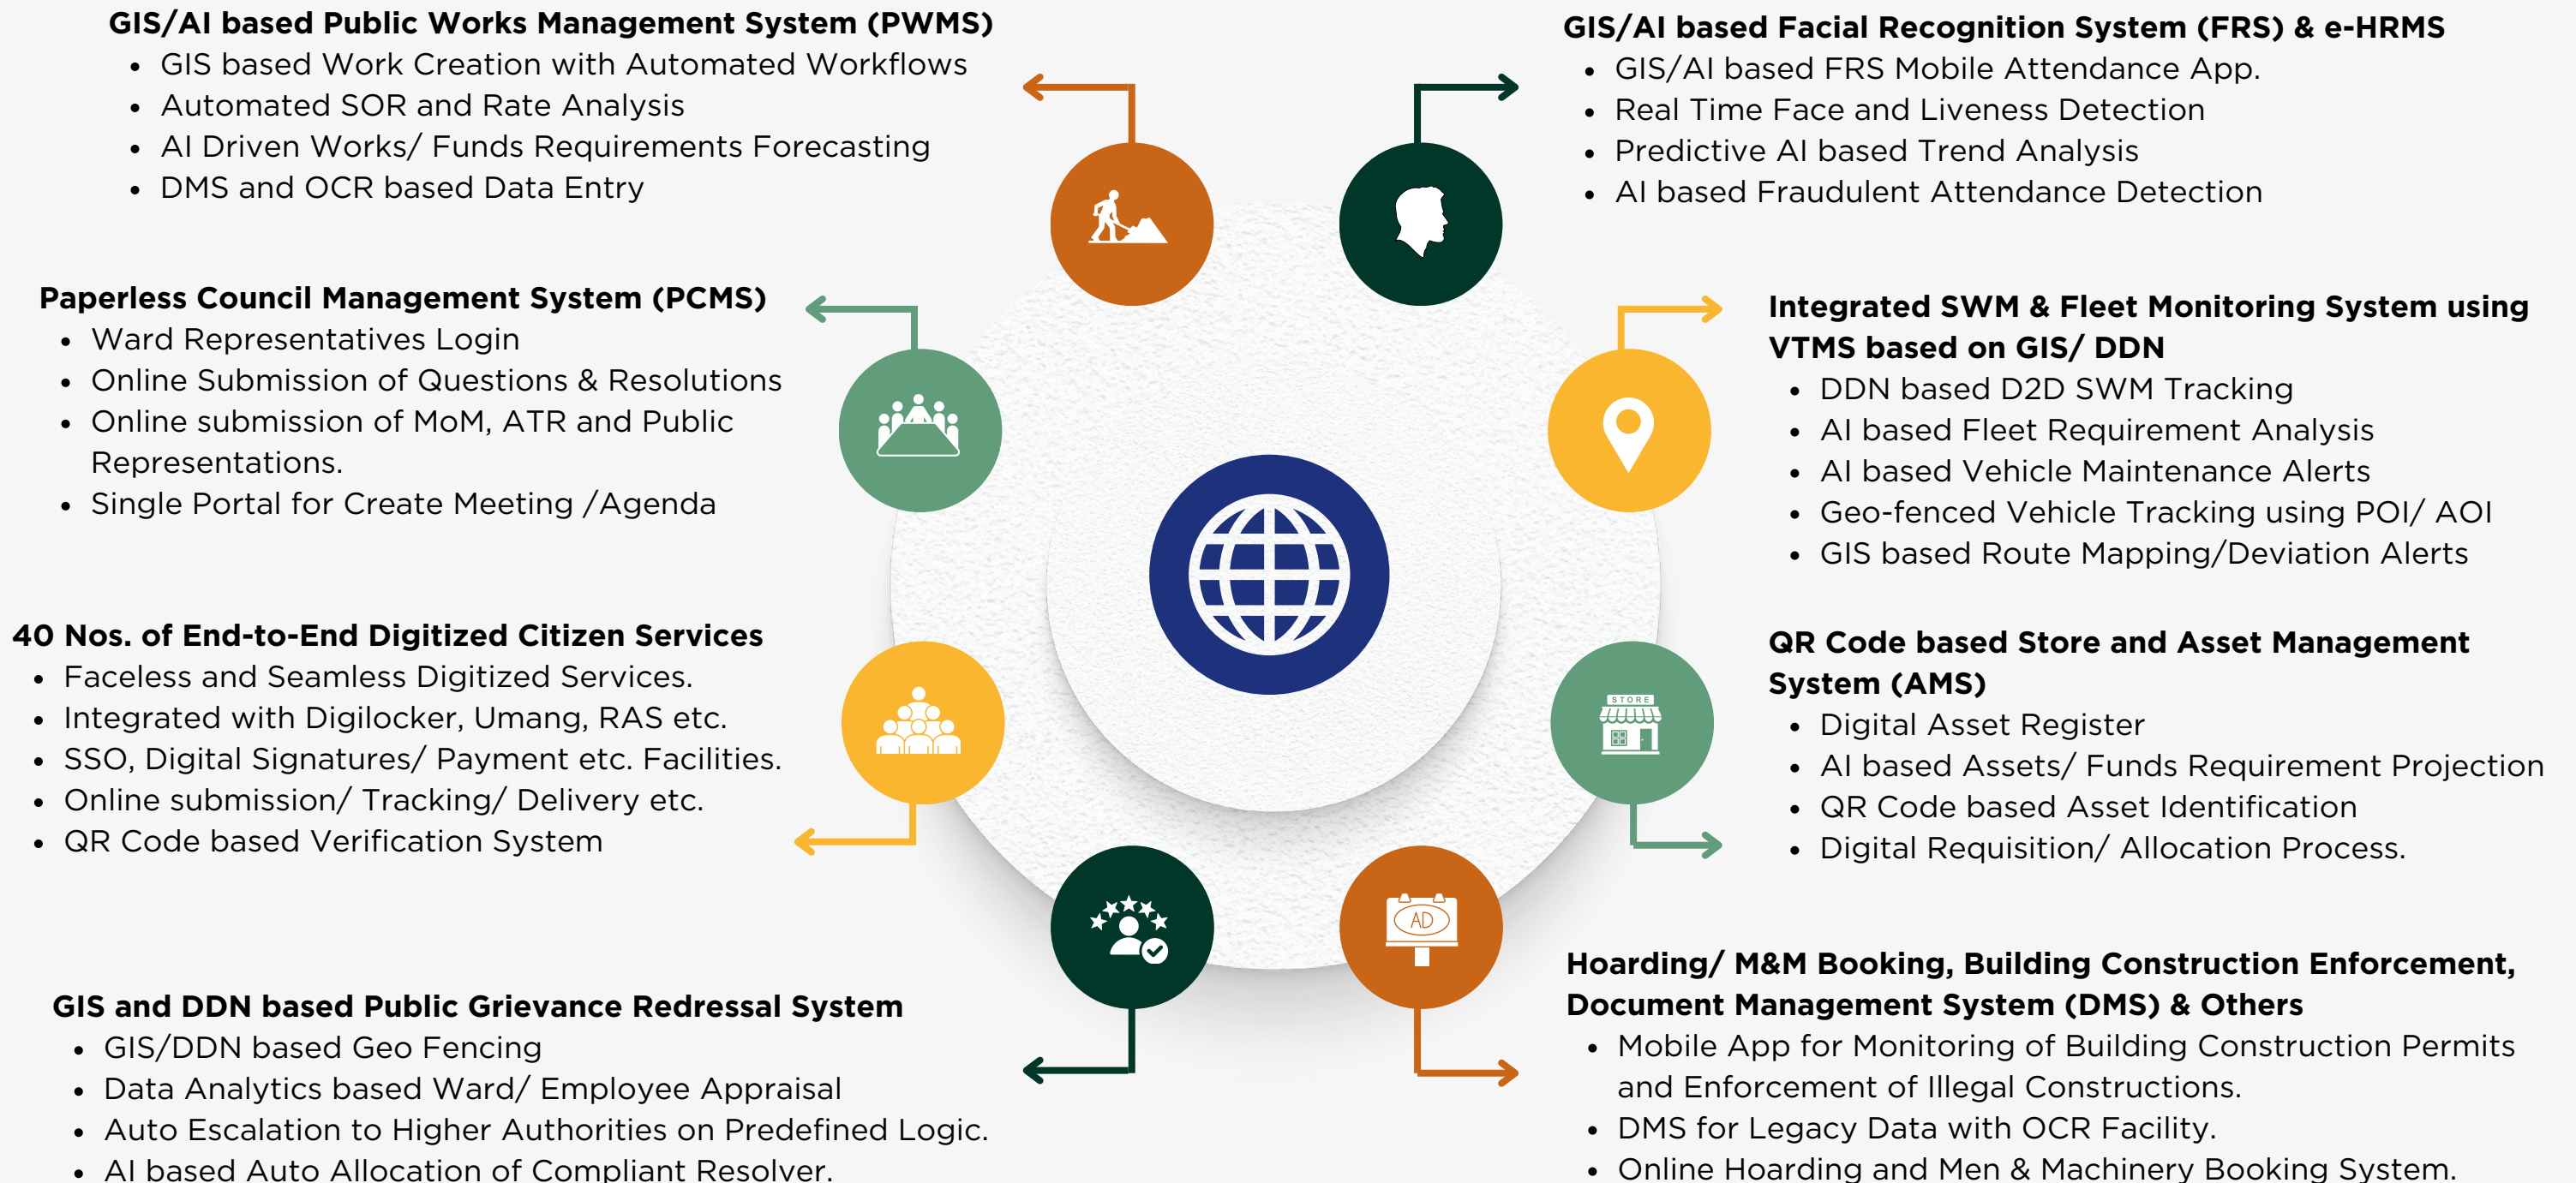 GIS/AI based Public Works Management System (PWMS)
• GIS based Work Creation with Automated Workflows
• Automated SOR and Rate Analysis
• AI Driven Works/ Funds Requirements Forecasting
• DMS and OCR based Data Entry
Paperless Council Management System (PCMS)
• Ward Representatives Login
• Online Submission of Questions & Resolutions
• Online submission of MoM, ATR and Public
Representations.
• Single Portal for Create Meeting /Agenda
40 Nos. of End-to-End Digitized Citizen Services
• Faceless and Seamless Digitized Services.
• Integrated with Digilocker, Umang, RAS etc.
• SSO, Digital Signatures/ Payment etc. Facilities.
• Online submission/ Tracking/ Delivery etc.
• QR Code based Verification System
GIS and DDN based Public Grievance Redressal System
• GIS/DDN based Geo Fencing
• Data Analytics based Ward/ Employee Appraisal
• Auto Escalation to Higher Authorities on Predefined Logic.
• AI based Auto Allocation of Compliant Resolver.
GIS/AI based Facial Recognition System (FRS) & e-HRMS
• GIS/AI based FRS Mobile Attendance App.
• Real Time Face and Liveness Detection
• Predictive AI based Trend Analysis
• AI based Fraudulent Attendance Detection
Integrated SWM & Fleet Monitoring System using
VTMS based on GIS/ DDN
• DDN based D2D SWM Tracking
• AI based Fleet Requirement Analysis
• AI based Vehicle Maintenance Alerts
• Geo-fenced Vehicle Tracking using POI/ AOI
• GIS based Route Mapping/Deviation Alerts
STORE
QR Code based Store and Asset Management
System (AMS)
• Digital Asset Register
• AI based Assets/ Funds Requirement Projection
• QR Code based Asset Identification
• Digital Requisition/ Allocation Process.
AD
Hoarding/ M&M Booking, Building Construction Enforcement,
Document Management System (DMS) & Others
• Mobile App for Monitoring of Building Construction Permits
and Enforcement of Illegal Constructions.
• DMS for Legacy Data with OCR Facility.
• Online Hoarding and Men & Machinery Booking System.